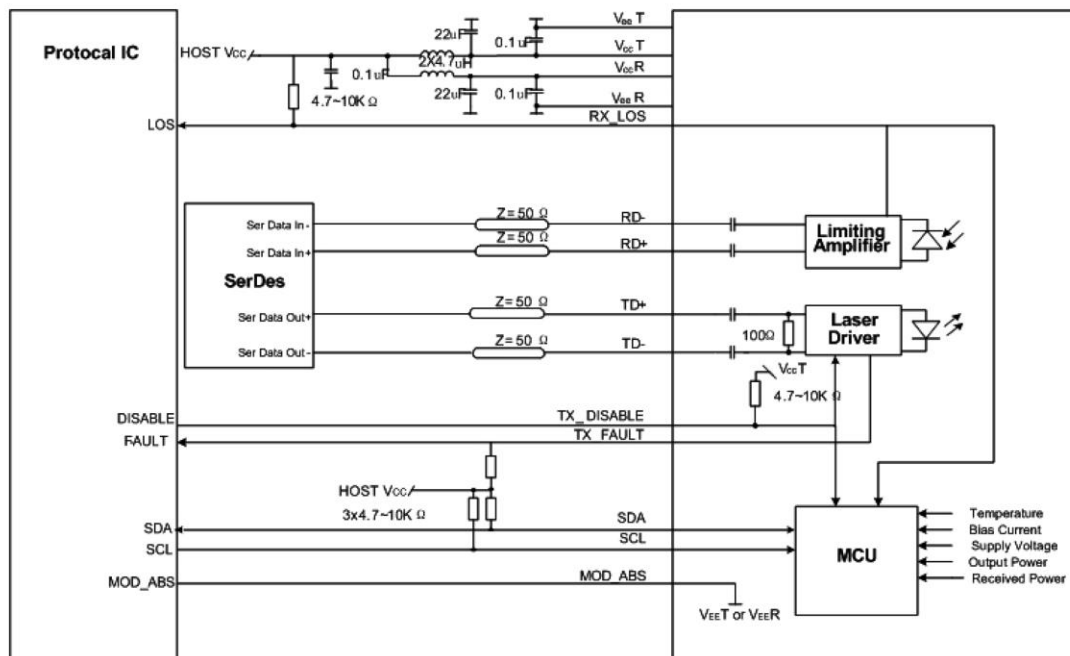 VeeT
22uF
0.1uF
Protocal IC
HOST Vcc
VccT
2X4.7uH
VccR
0.1uF
4.7~10K Ω
22uF
0.1uF
VeeR
LOS
RX_LOS
Z= 50 Ω
RD-
Ser Data In -
Z= 50 Ω
RD+
Ser Data In+
Limiting
Amplifier
SerDes
Z= 50 Ω
TD+
Ser Data Out+
Laser
Driver
100Ω
Z= 50 Ω
TD-
Ser Data Out -
VccT
4.7~10K Ω
DISABLE
TX_DISABLE
FAULT
TX_FAULT
HOST Vcc
3x4.7~10K Ω
SDA
SDA
SCL
SCL
MCU
Temperature
Bias Current
Supply Voltage
Output Power
Received Power
MOD_ABS
MOD_ABS
VEET or VEER